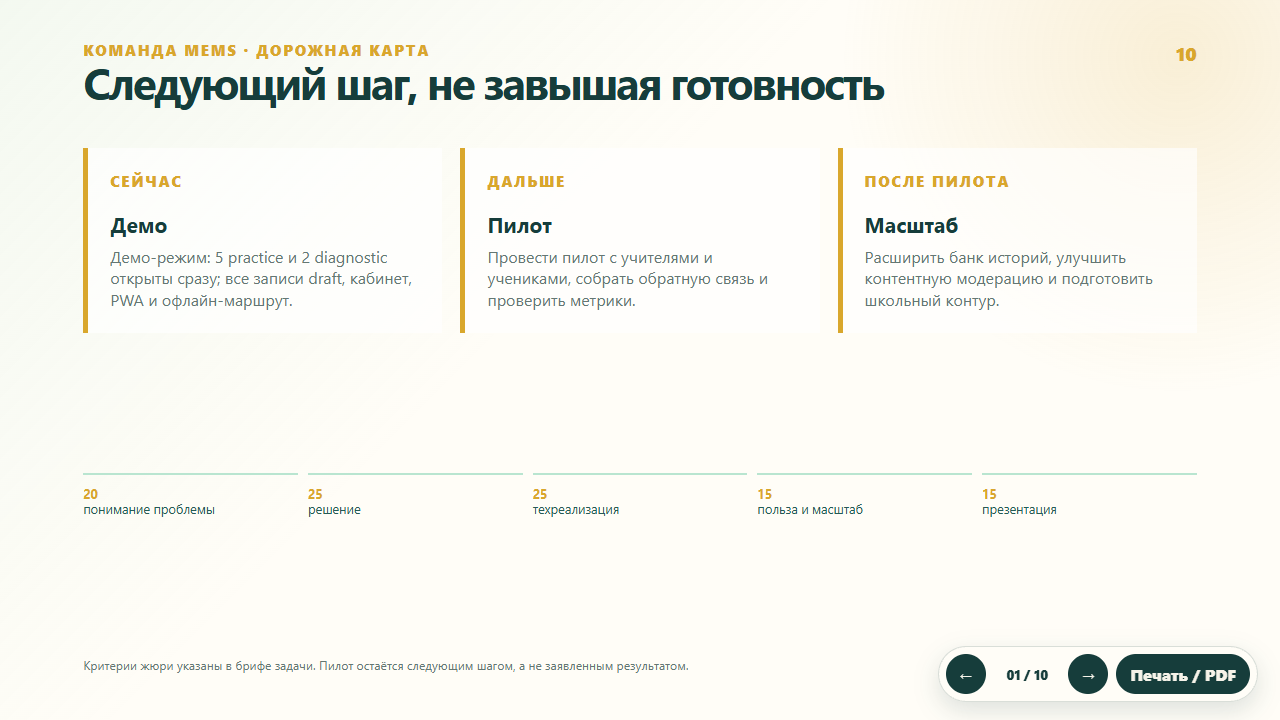 КОМАНДА MEMS · ДОРОЖНАЯ КАРТА
10
Следующий шаг, не завышая готовность
СЕЙЧАС
Демо
Демо-режим: 5 practice и 2 diagnostic
открыты сразу; все записи draft, кабинет,
PWA и офлайн-маршрут.
ДАЛЬШЕ
Пилот
Провести пилот с учителями и
учениками, собрать обратную связь и
проверить метрики.
ПОСЛЕ ПИЛОТА
Масштаб
Расширить банк историй, улучшить
контентную модерацию и подготовить
школьный контур.
20
понимание проблемы
25
решение
25
техреализация
15
польза и масштаб
15
презентация
Критерии жюри указаны в брифе задачи. Пилот остаётся следующим шагом, а не заявленным результатом.
← 01 / 10 → Печать / PDF